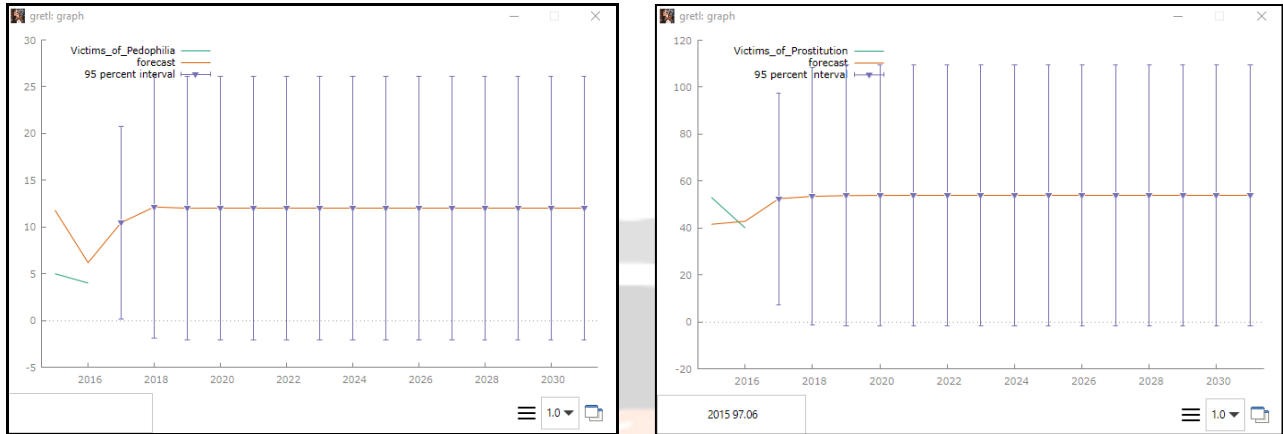 gretl: graph
30
25
20
15
10
5
0
-5
Victims_of_Pedophilia
forecast
95 percent interval
2016 2018 2020 2022 2024 2026 2028 2030
1.0
gretl: graph
120
100
80
60
40
20
0
-20
Victims_of_Prostitution
forecast
95 percent interval
2016 2018 2020 2022 2024 2026 2028 2030
2015 97.06
1.0